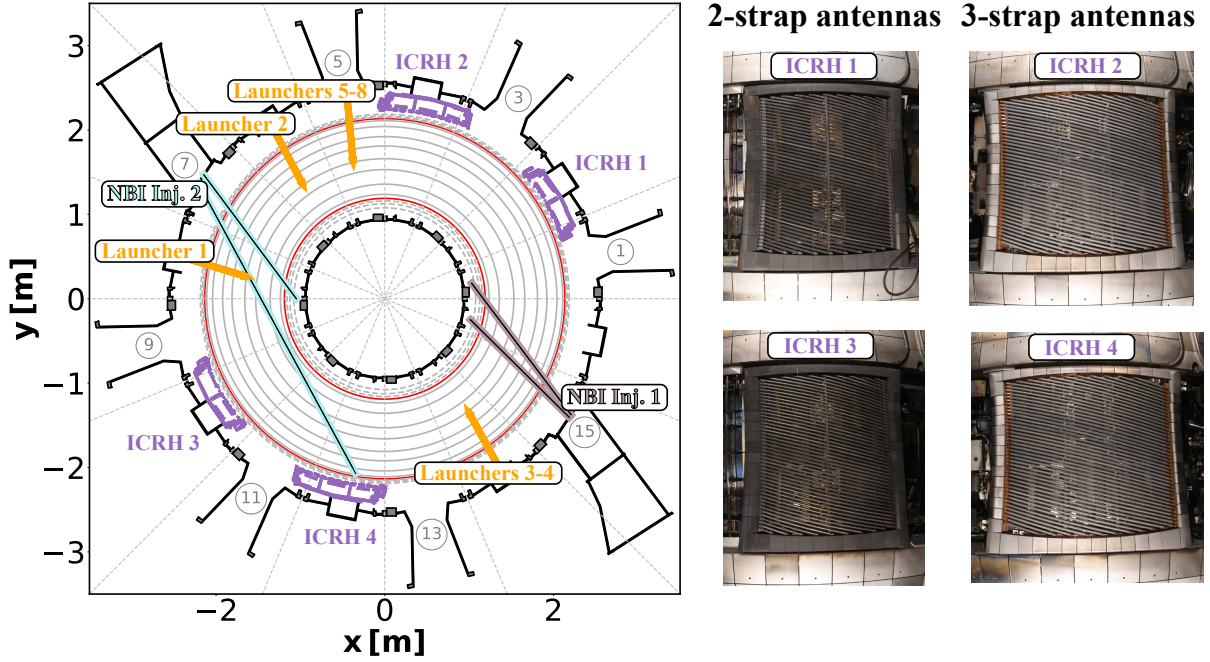 2-strap antennas 3-strap antennas
3
2
1
0
−1
−2
−3
y [m]
−2
0
2
x [m]
5
ICRH 2
3
Launchers 5-8
Launcher 2
7
ICRH 1
NBI Inj. 2
Launcher 1
1
9
NBI Inj. 1
15
ICRH 3
Launchers 3-4
11
ICRH 4
13
ICRH 1
ICRH 2
ICRH 3
ICRH 4